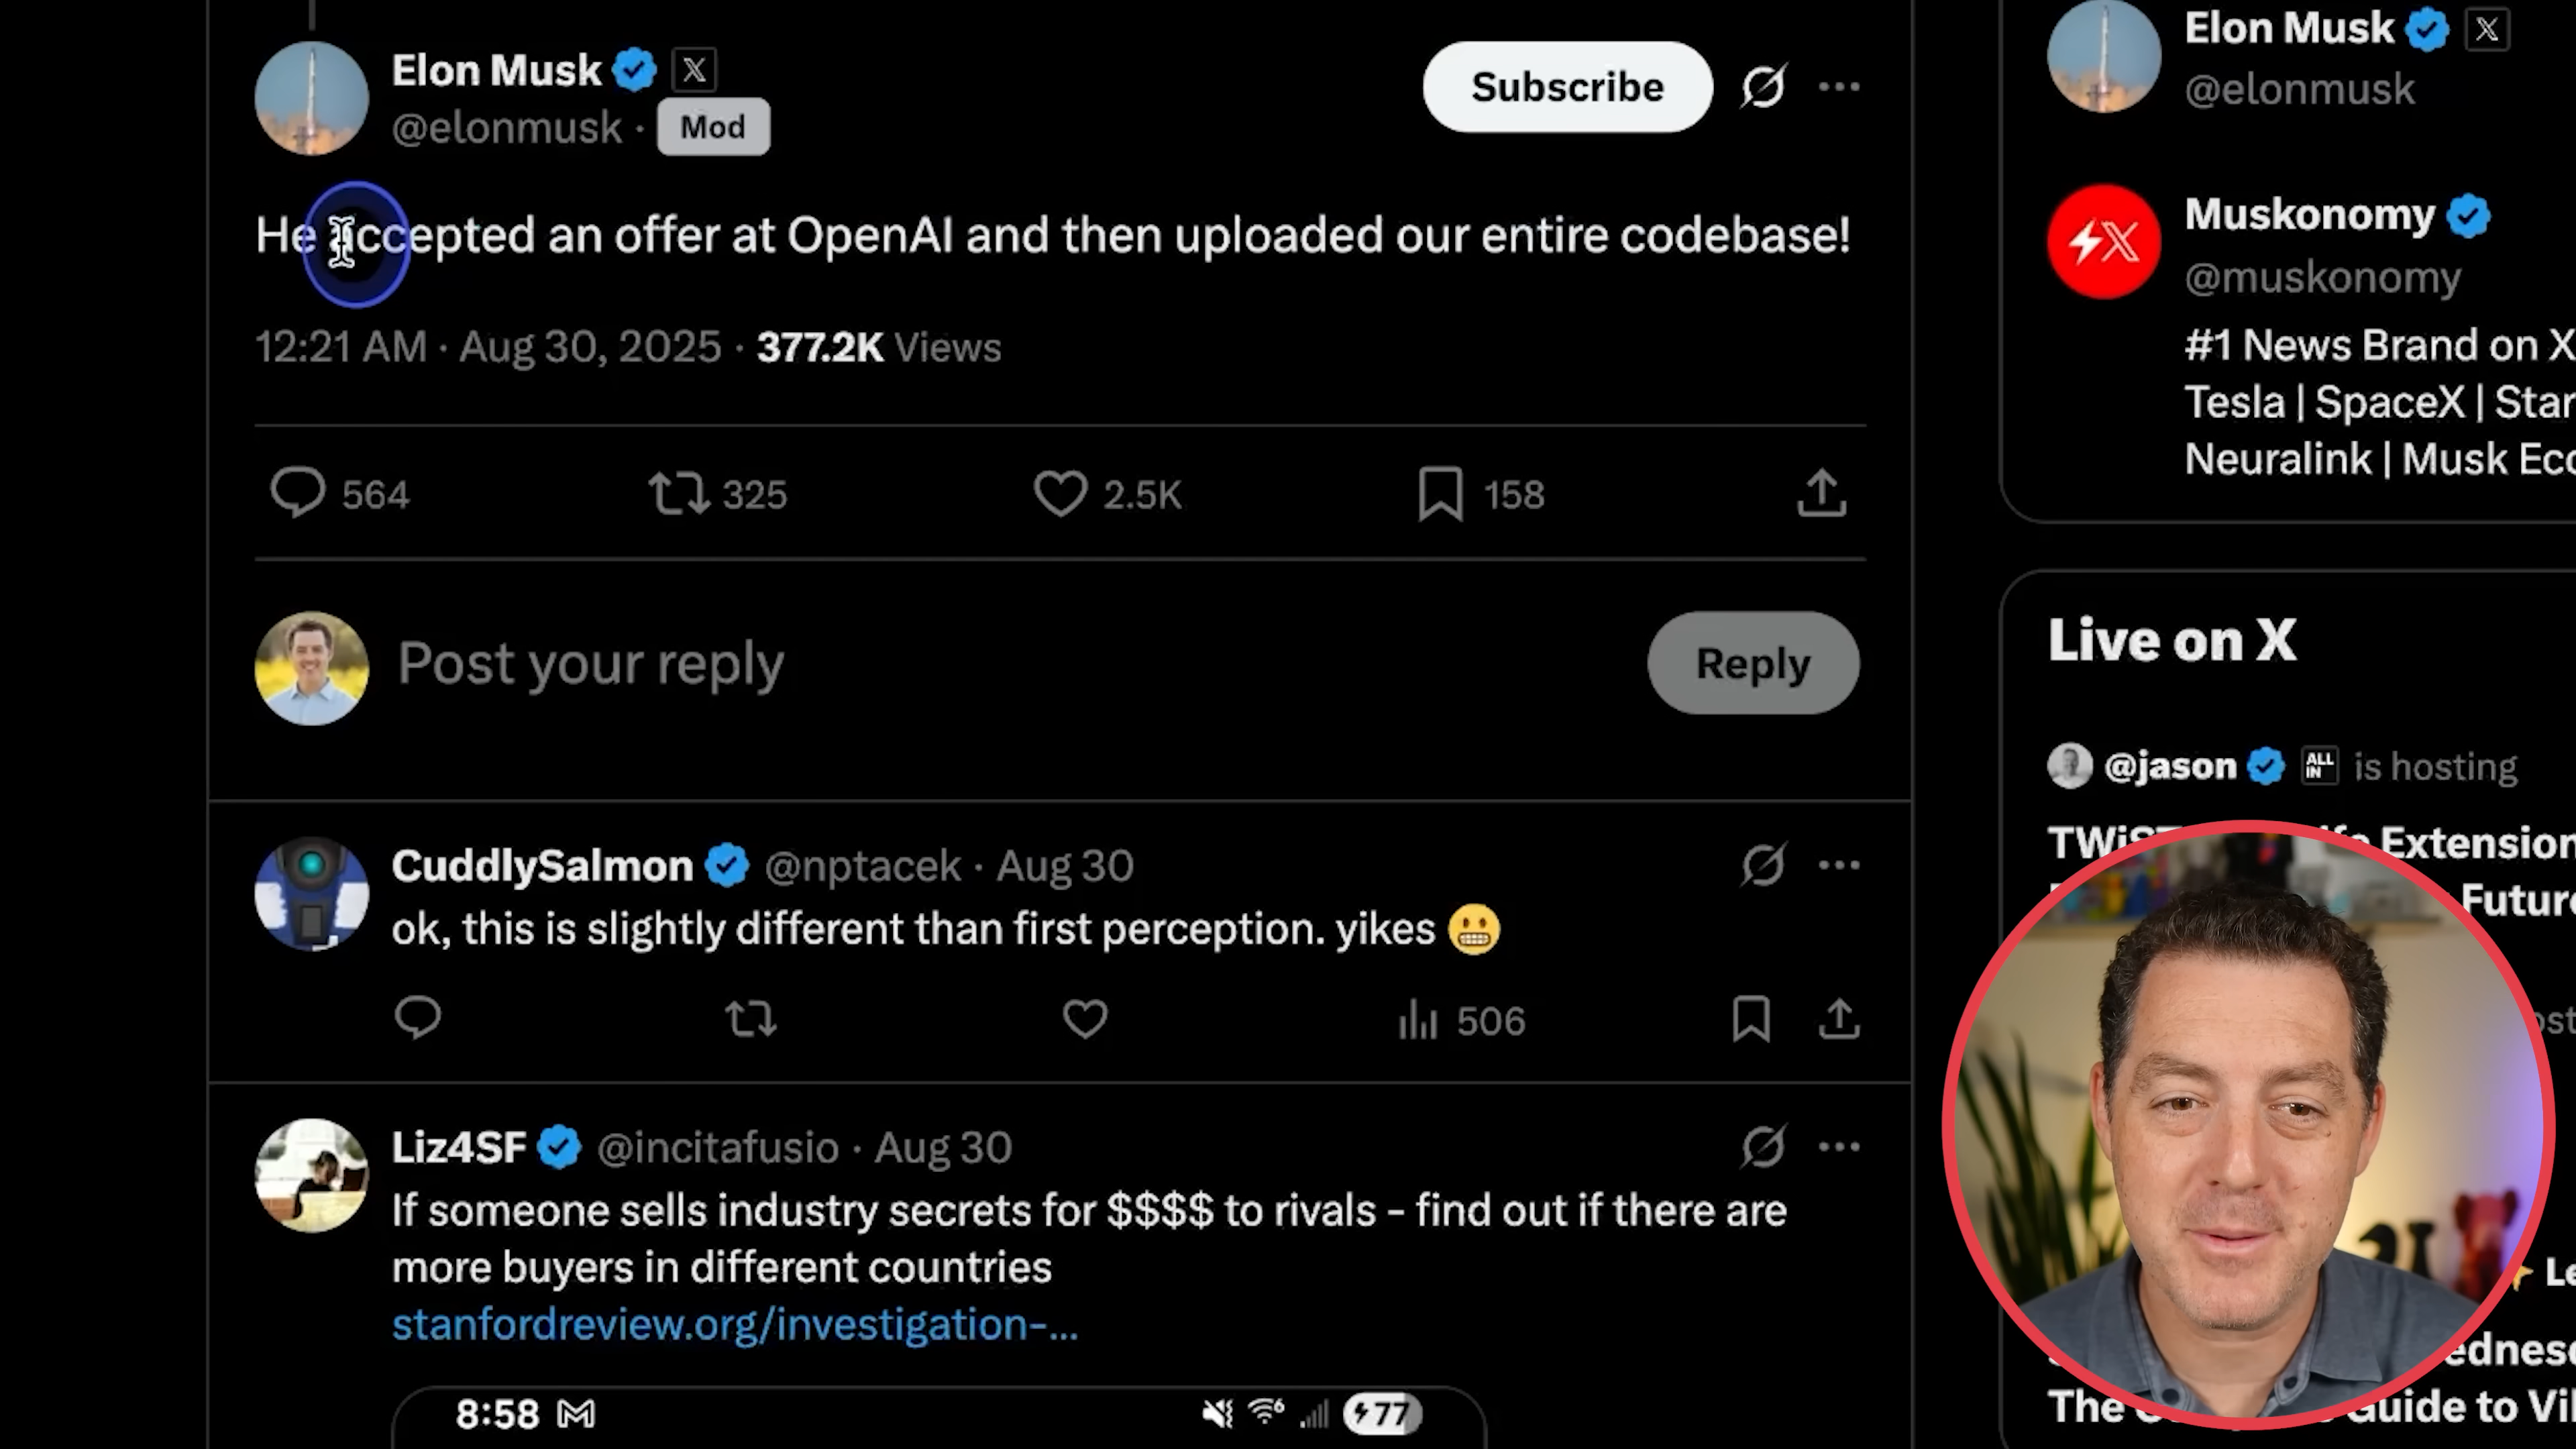 Elon Musk
@elonmusk · Mod
Subscribe
He accepted an offer at OpenAI and then uploaded our entire codebase!
12:21 AM · Aug 30, 2025 · 377.2K Views
564 325 2.5K 158
Post your reply
Reply
CuddlySalmon @nptacek · Aug 30
ok, this is slightly different than first perception. yikes 😬
506
Liz4SF @incitafusio · Aug 30
If someone sells industry secrets for $$$$ to rivals - find out if there are
more buyers in different countries
stanfordreview.org/investigation-...
8:58
77
Elon Musk
@elonmusk
Muskonomy
@muskonomy
#1 News Brand on X
Tesla | SpaceX | Star
Neuralink | Musk Eco
Live on X
@jason ALL IN is hosting
Extension
Future
The Guide to